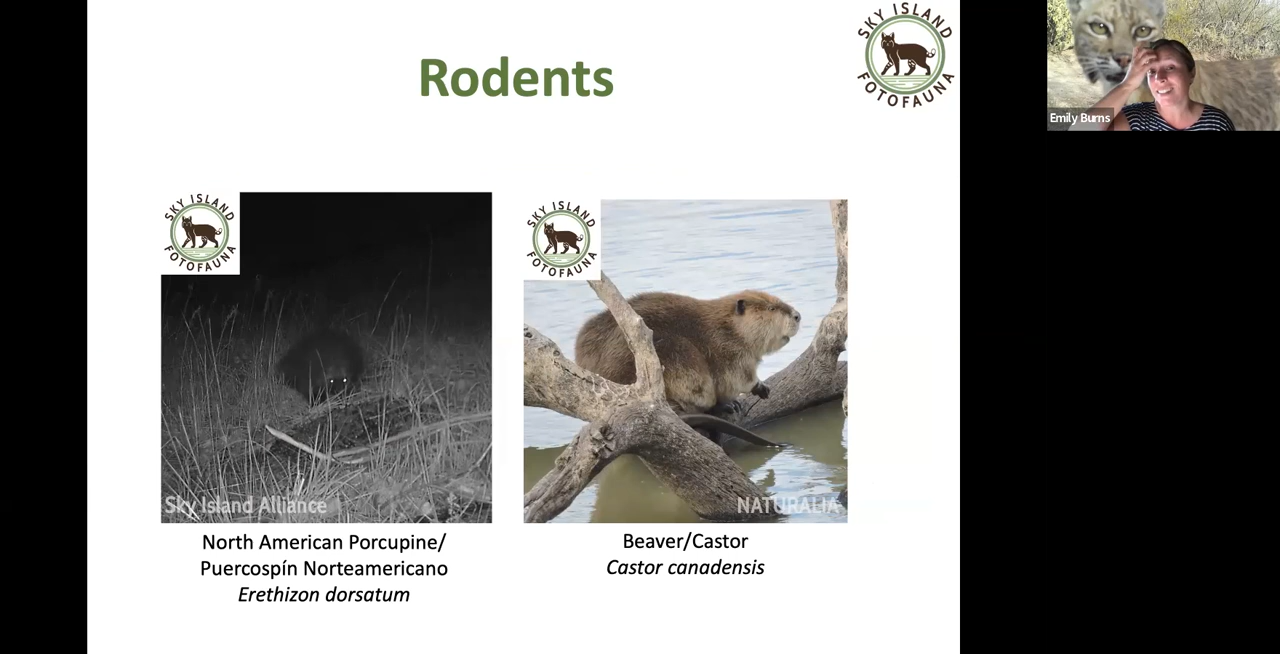 Rodents
SKY ISLAND
FOTOFAUNA
Emily Burns
SKY ISLAND
FOTOFAUNA
Sky Island Alliance
SKY ISLAND
FOTOFAUNA
NATURALIA
North American Porcupine/
Puercospín Norteamericano
Erethizon dorsatum
Beaver/Castor
Castor canadensis